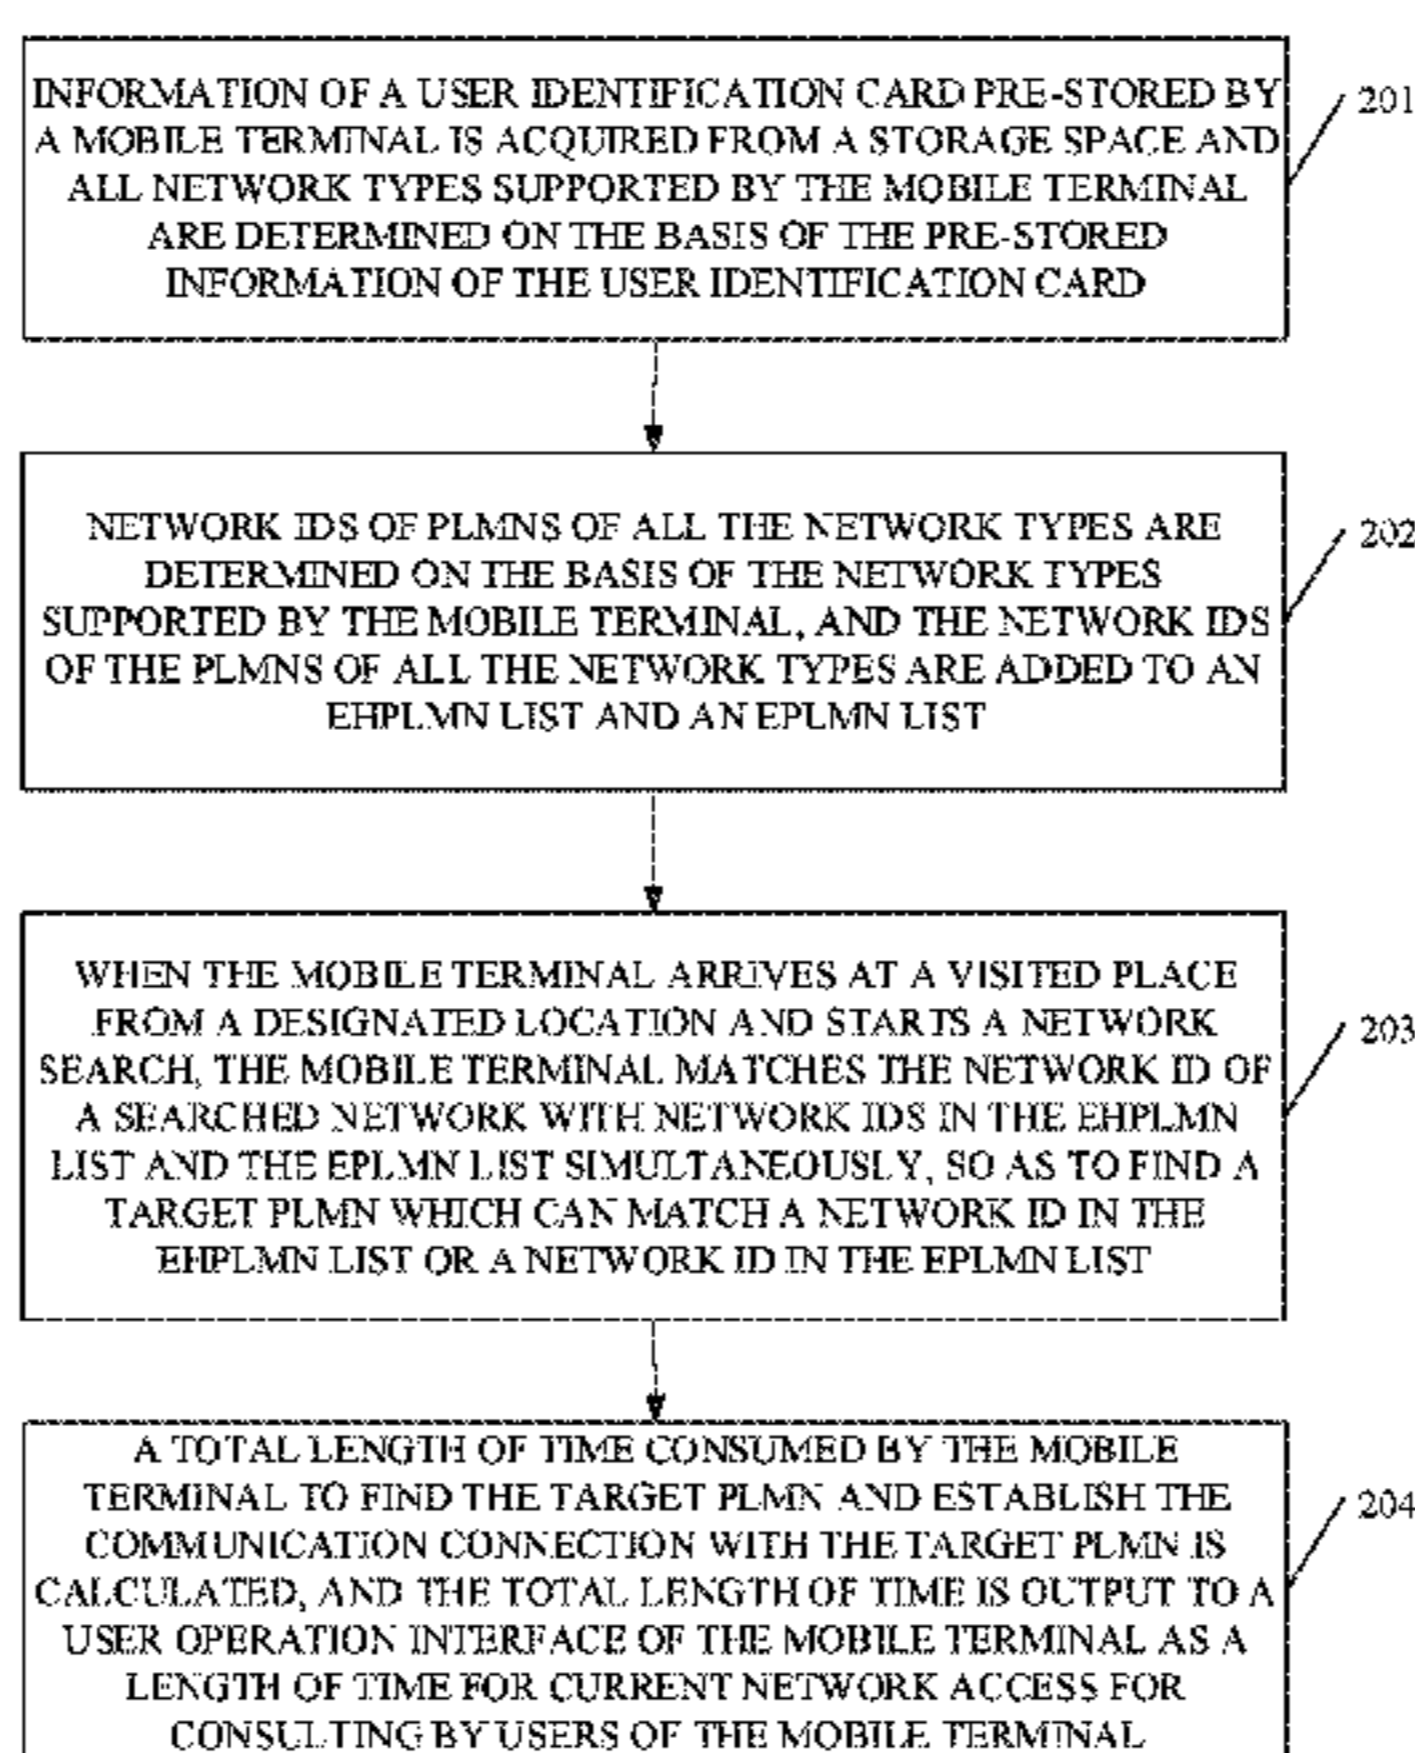 INFORMATION OF A USER IDENTIFICATION CARD PRE-STORED BY
A MOBILE TERMINAL IS ACQUIRED FROM A STORAGE SPACE AND
ALL NETWORK TYPES SUPPORTED BY THE MOBILE TERMINAL
ARE DETERMINED ON THE BASIS OF THE PRE-STORED
INFORMATION OF THE USER IDENTIFICATION CARD
201
NETWORK IDS OF PLMNS OF ALL THE NETWORK TYPES ARE
DETERMINED ON THE BASIS OF THE NETWORK TYPES
SUPPORTED BY THE MOBILE TERMINAL, AND THE NETWORK IDS
OF THE PLMNS OF ALL THE NETWORK TYPES ARE ADDED TO AN
EHPLMN LIST AND AN EPLMN LIST
202
WHEN THE MOBILE TERMINAL ARRIVES AT A VISITED PLACE
FROM A DESIGNATED LOCATION AND STARTS A NETWORK
SEARCH, THE MOBILE TERMINAL MATCHES THE NETWORK ID OF
A SEARCHED NETWORK WITH NETWORK IDS IN THE EHPLMN
LIST AND THE EPLMN LIST SIMULTANEOUSLY, SO AS TO FIND A
TARGET PLMN WHICH CAN MATCH A NETWORK ID IN THE
EHPLMN LIST OR A NETWORK ID IN THE EPLMN LIST
203
A TOTAL LENGTH OF TIME CONSUMED BY THE MOBILE
TERMINAL TO FIND THE TARGET PLMN AND ESTABLISH THE
COMMUNICATION CONNECTION WITH THE TARGET PLMN IS
CALCULATED, AND THE TOTAL LENGTH OF TIME IS OUTPUT TO A
USER OPERATION INTERFACE OF THE MOBILE TERMINAL AS A
LENGTH OF TIME FOR CURRENT NETWORK ACCESS FOR
CONSULTING BY USERS OF THE MOBILE TERMINAL
204